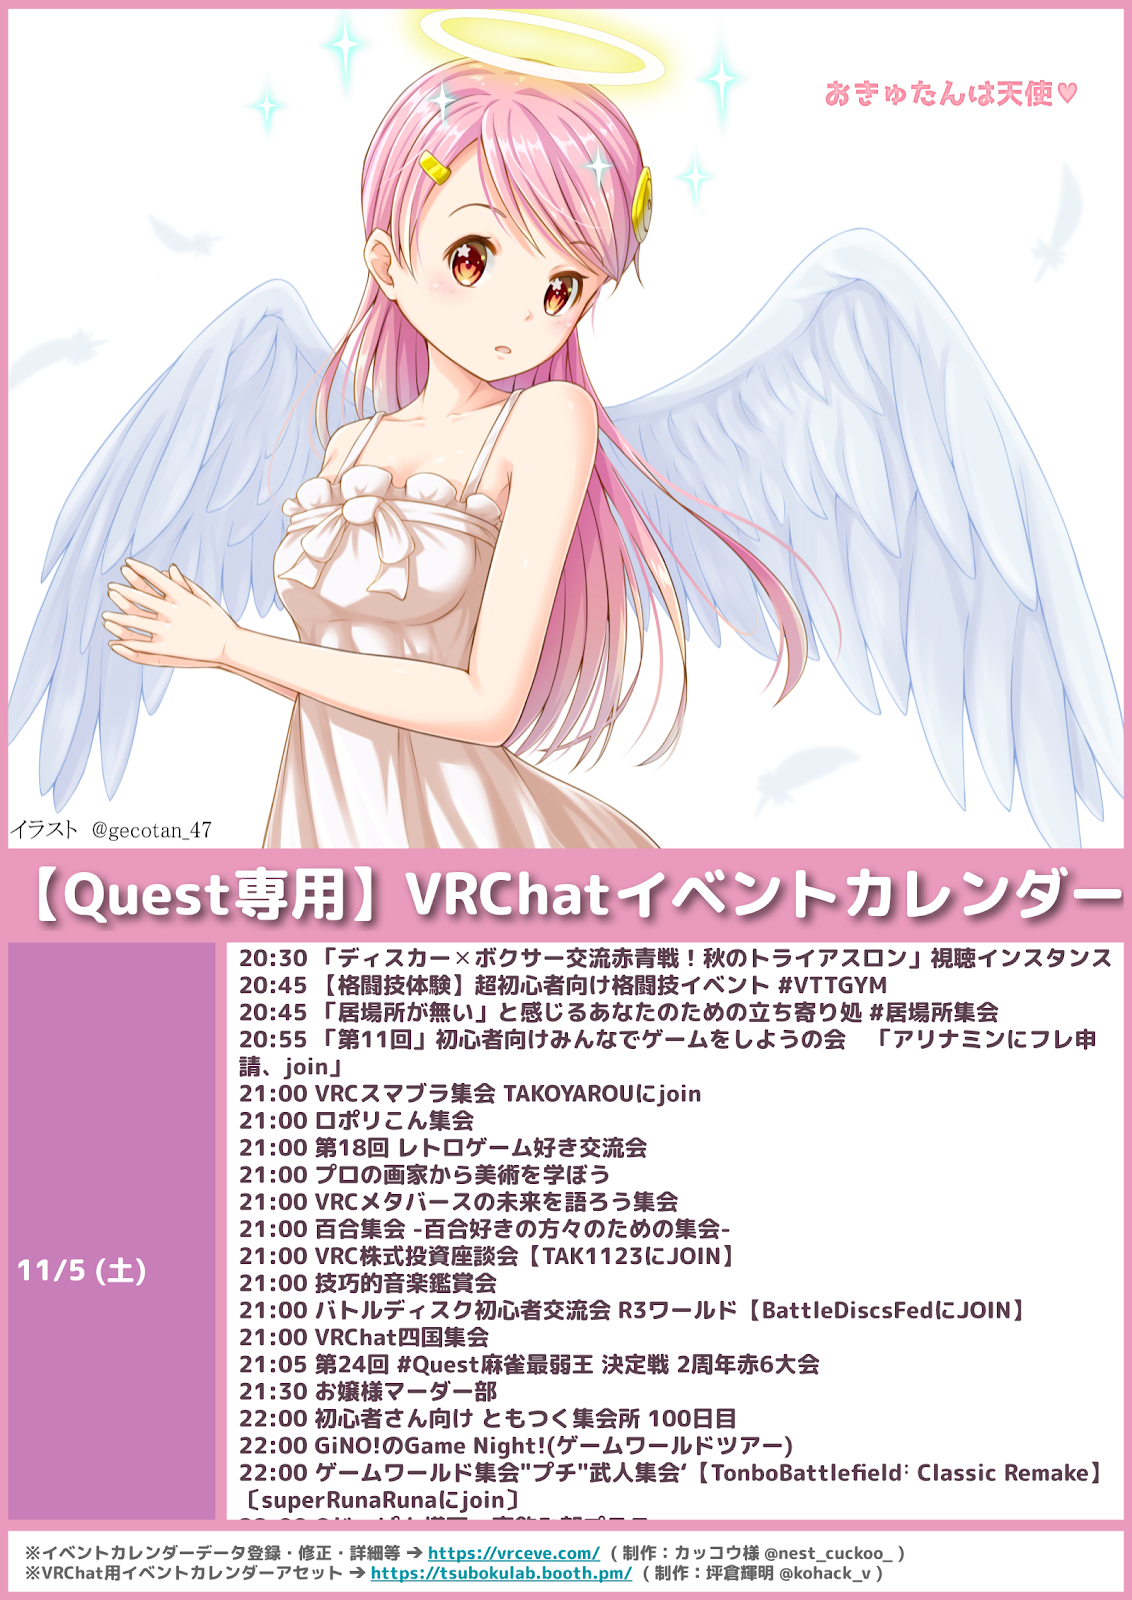 おきゅたんは天使♥
イラスト @gecotan_47
【Quest専用】VRChatイベントカレンダー
11/5 (土)
20:30 「ディスカー×ボクサー交流赤青戦！秋のトライアスロン」視聴インスタンス
20:45 【格闘技体験】超初心者向け格闘技イベント #VTTGYM
20:45 「居場所が無い」と感じるあなたのための立ち寄り処 #居場所集会
20:55 「第11回」初心者向けみんなでゲームをしようの会　「アリナミンにフレ申
請、join」
21:00 VRCスマブラ集会 TAKOYAROUにjoin
21:00 ロポリこん集会
21:00 第18回 レトロゲーム好き交流会
21:00 プロの画家から美術を学ぼう
21:00 VRCメタバースの未来を語ろう集会
21:00 百合集会 -百合好きの方々のための集会-
21:00 VRC株式投資座談会【TAK1123にJOIN】
21:00 技巧的音楽鑑賞会
21:00 バトルディスク初心者交流会 R3ワールド【BattleDiscsFedにJOIN】
21:00 VRChat四国集会
21:05 第24回 #Quest麻雀最弱王 決定戦 2周年赤6大会
21:30 お嬢様マーダー部
22:00 初心者さん向け ともつく集会所 100日目
22:00 GiNO!のGame Night!(ゲームワールドツアー)
22:00 ゲームワールド集会"プチ"武人集会‘【TonboBattlefield: Classic Remake】
〔superRunaRunaにjoin〕
※イベントカレンダーデータ登録・修正・詳細等 ➔ https://vrceve.com/ ( 制作：カッコウ様 @nest_cuckoo_ )
※VRChat用イベントカレンダーアセット ➔ https://tsubokulab.booth.pm/ ( 制作：坪倉輝明 @kohack_v )